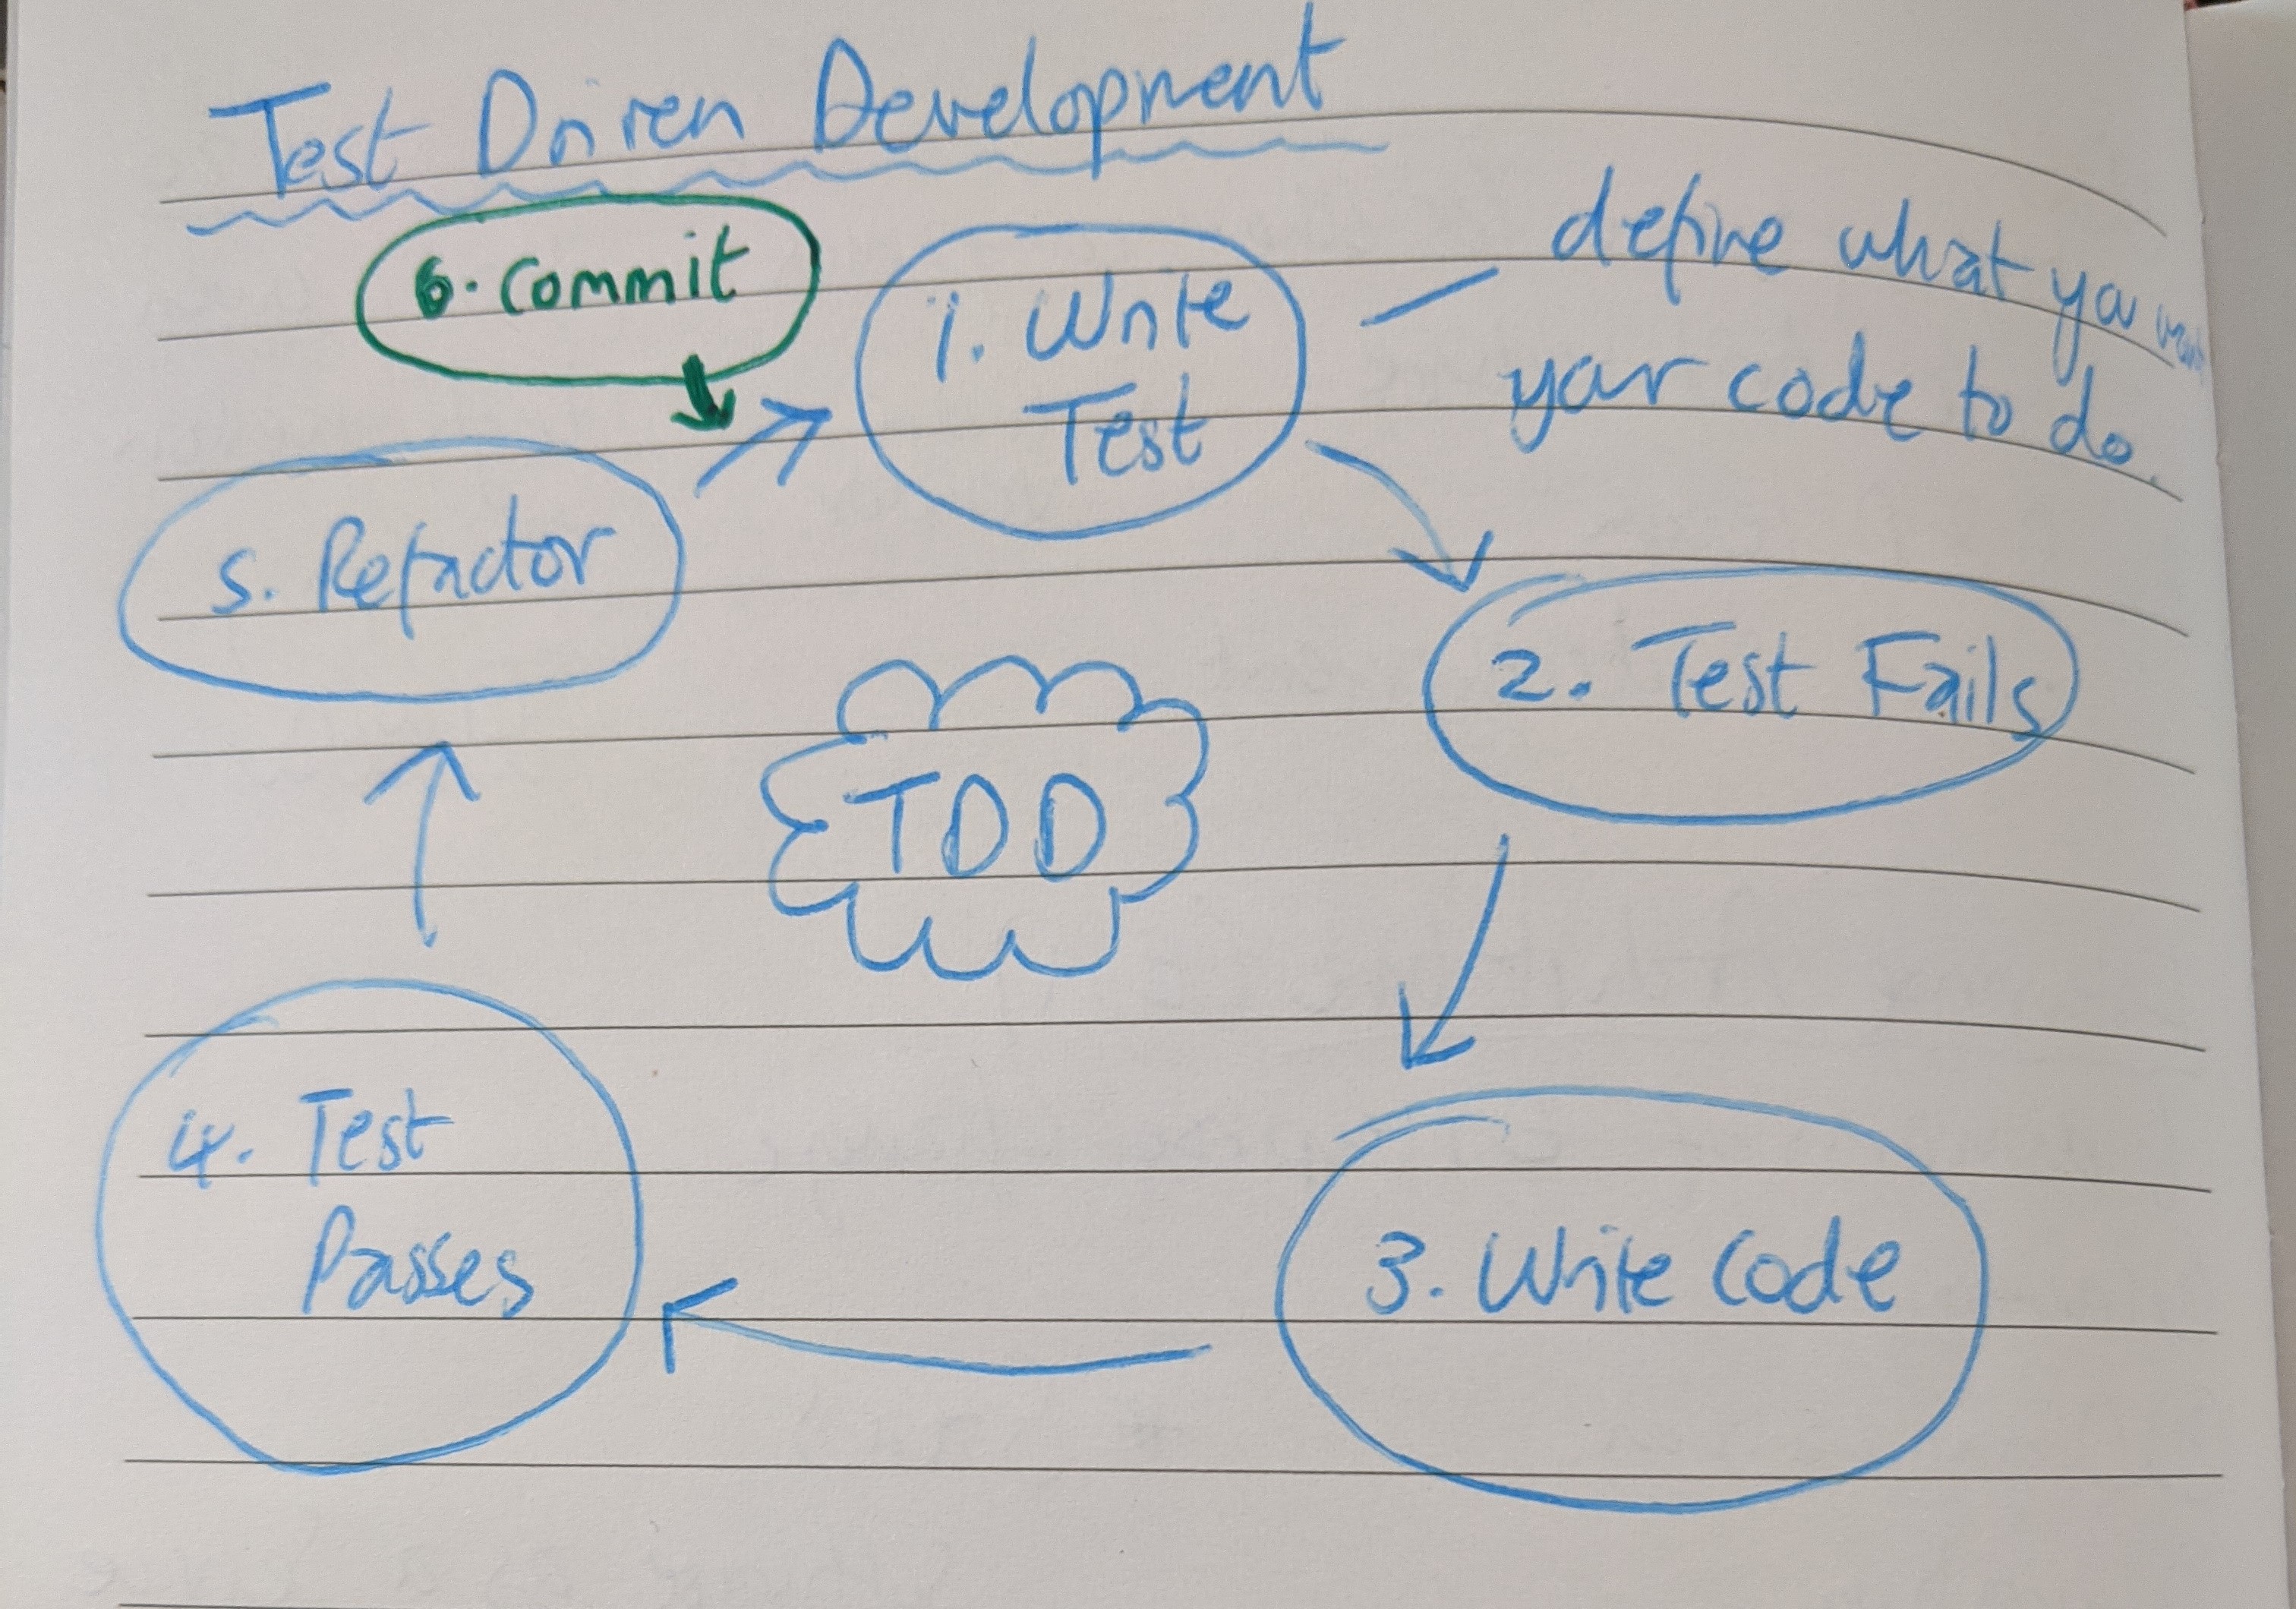 Test Driven Development
6. Commit
1. Write
Test
define what you want
your code to do.
2. Test Fails
3. Write Code
4. Test
Passes
5. Refactor
TDD